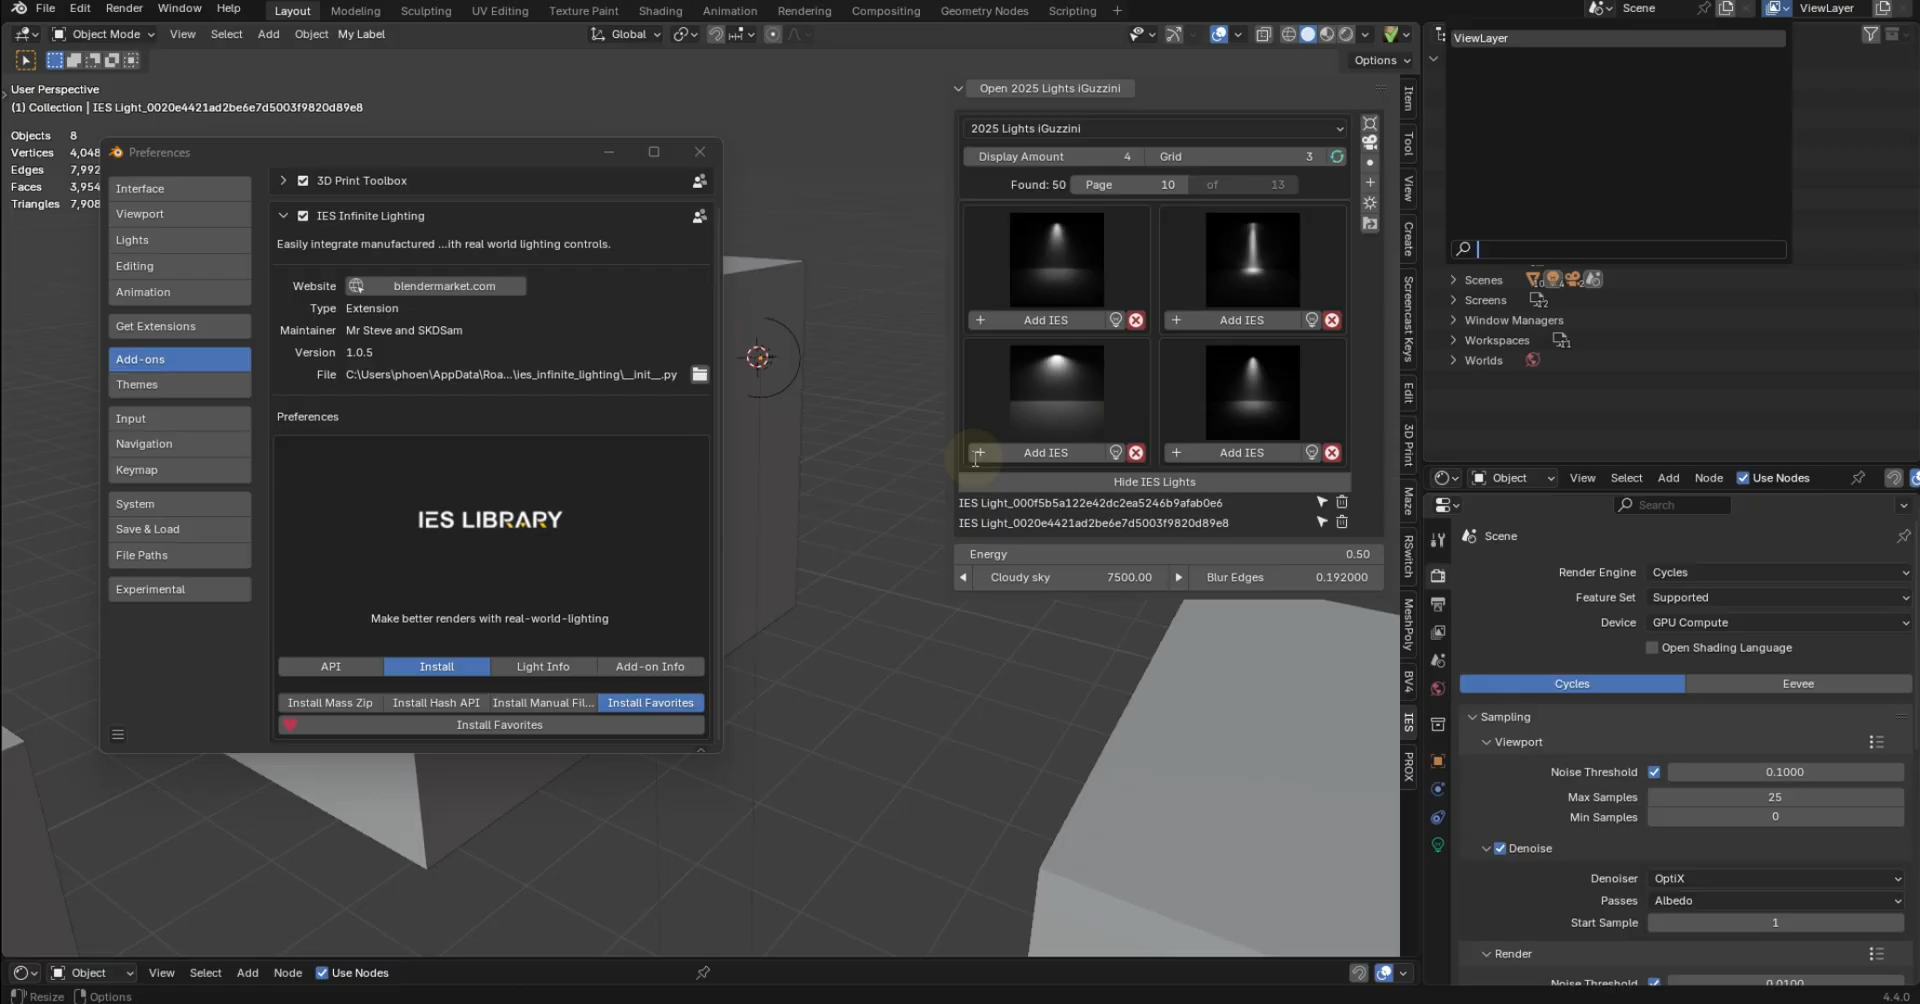 File Edit Render Window Help Layout Modeling Sculpting UV Editing Texture Paint Shading Animation Rendering Compositing Geometry Nodes Scripting + Scene ViewLayer
Object Mode View Select Add Object My Label Global
ViewLayer
Options
User Perspective
(1) Collection | IES Light_0020e4421ad2be6e7d5003f9820d89e8
Objects 8
Vertices 4,048
Edges 7,992
Faces 3,954
Triangles 7,908
Preferences
Interface
Viewport
Lights
Editing
Animation
Get Extensions
Add-ons
Themes
Input
Navigation
Keymap
System
Save & Load
File Paths
Experimental
3D Print Toolbox
IES Infinite Lighting
Easily integrate manufactured ...ith real world lighting controls.
Website blendermarket.com
Type Extension
Maintainer Mr Steve and SKDSam
Version 1.0.5
File C:\Users\phoen\AppData\Roa...\ies_infinite_lighting\__init__.py
Preferences
IES LIBRARY
Make better renders with real-world-lighting
API Install Light Info Add-on Info
Install Mass Zip Install Hash API Install Manual Fil... Install Favorites
Install Favorites
Open 2025 Lights iGuzzini
2025 Lights iGuzzini
Display Amount 4 Grid 3
Found: 50 Page 10 of 13
Add IES Add IES
Add IES Add IES
Hide IES Lights
IES Light_000f5b5a122e42dc2ea5246b9afab0e6
IES Light_0020e4421ad2be6e7d5003f9820d89e8
Energy 0.50
Cloudy sky 7500.00 Blur Edges 0.192000
Item
Tool
View
Create
Screencast Keys
Edit
3D Print
Maze
RSwitch
MeshPoly
BV4
IES
PROX
Scenes
Screens 12
Window Managers
Workspaces 11
Worlds
Object View Select Add Node Use Nodes
Search
Scene
Render Engine Cycles
Feature Set Supported
Device GPU Compute
Open Shading Language
Cycles Eevee
Sampling
Viewport
Noise Threshold 0.1000
Max Samples 25
Min Samples 0
Denoise
Denoiser OptiX
Passes Albedo
Start Sample 1
Render
Noise Threshold 0.0100
Object View Select Add Node Use Nodes
Resize Options 4.4.0